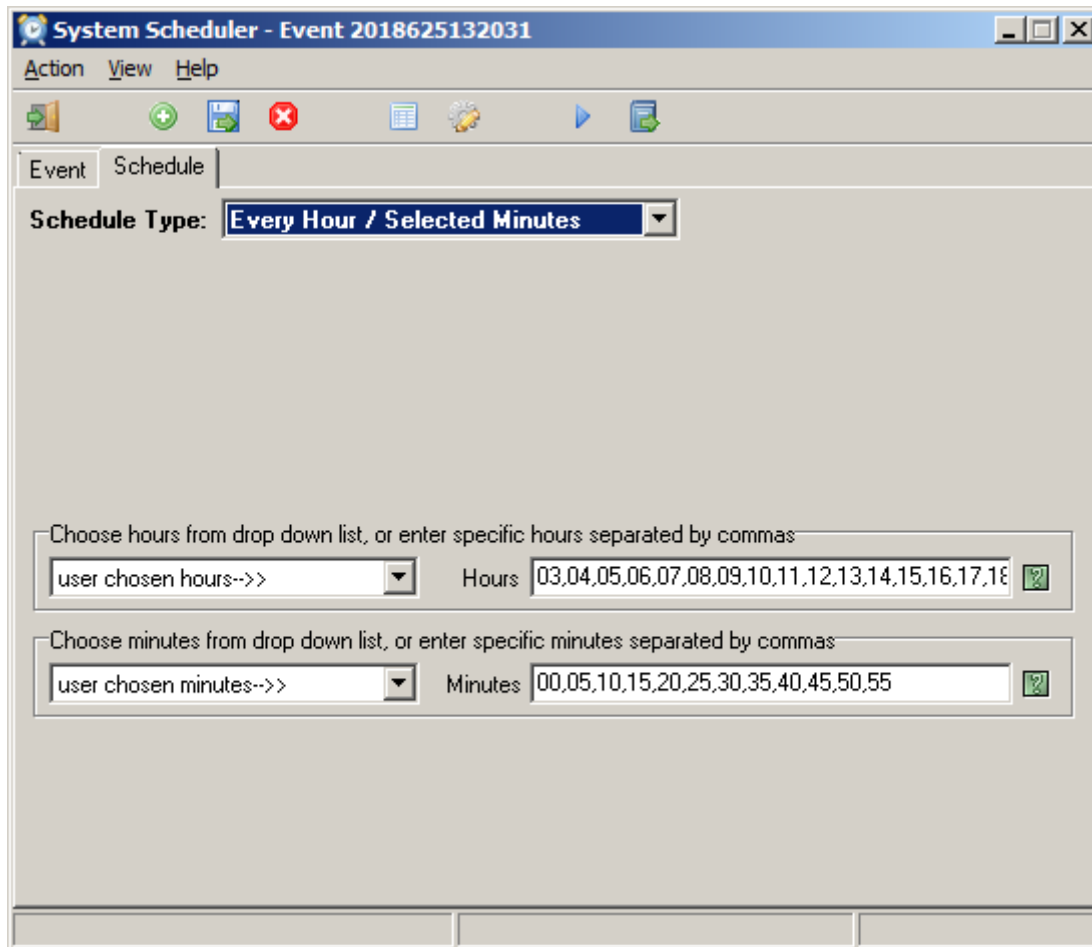 System Scheduler - Event 2018625132031
Action View Help
Event Schedule
Schedule Type: Every Hour / Selected Minutes
Choose hours from drop down list, or enter specific hours separated by commas
user chosen hours-->> Hours 03,04,05,06,07,08,09,10,11,12,13,14,15,16,17,18
Choose minutes from drop down list, or enter specific minutes separated by commas
user chosen minutes-->> Minutes 00,05,10,15,20,25,30,35,40,45,50,55